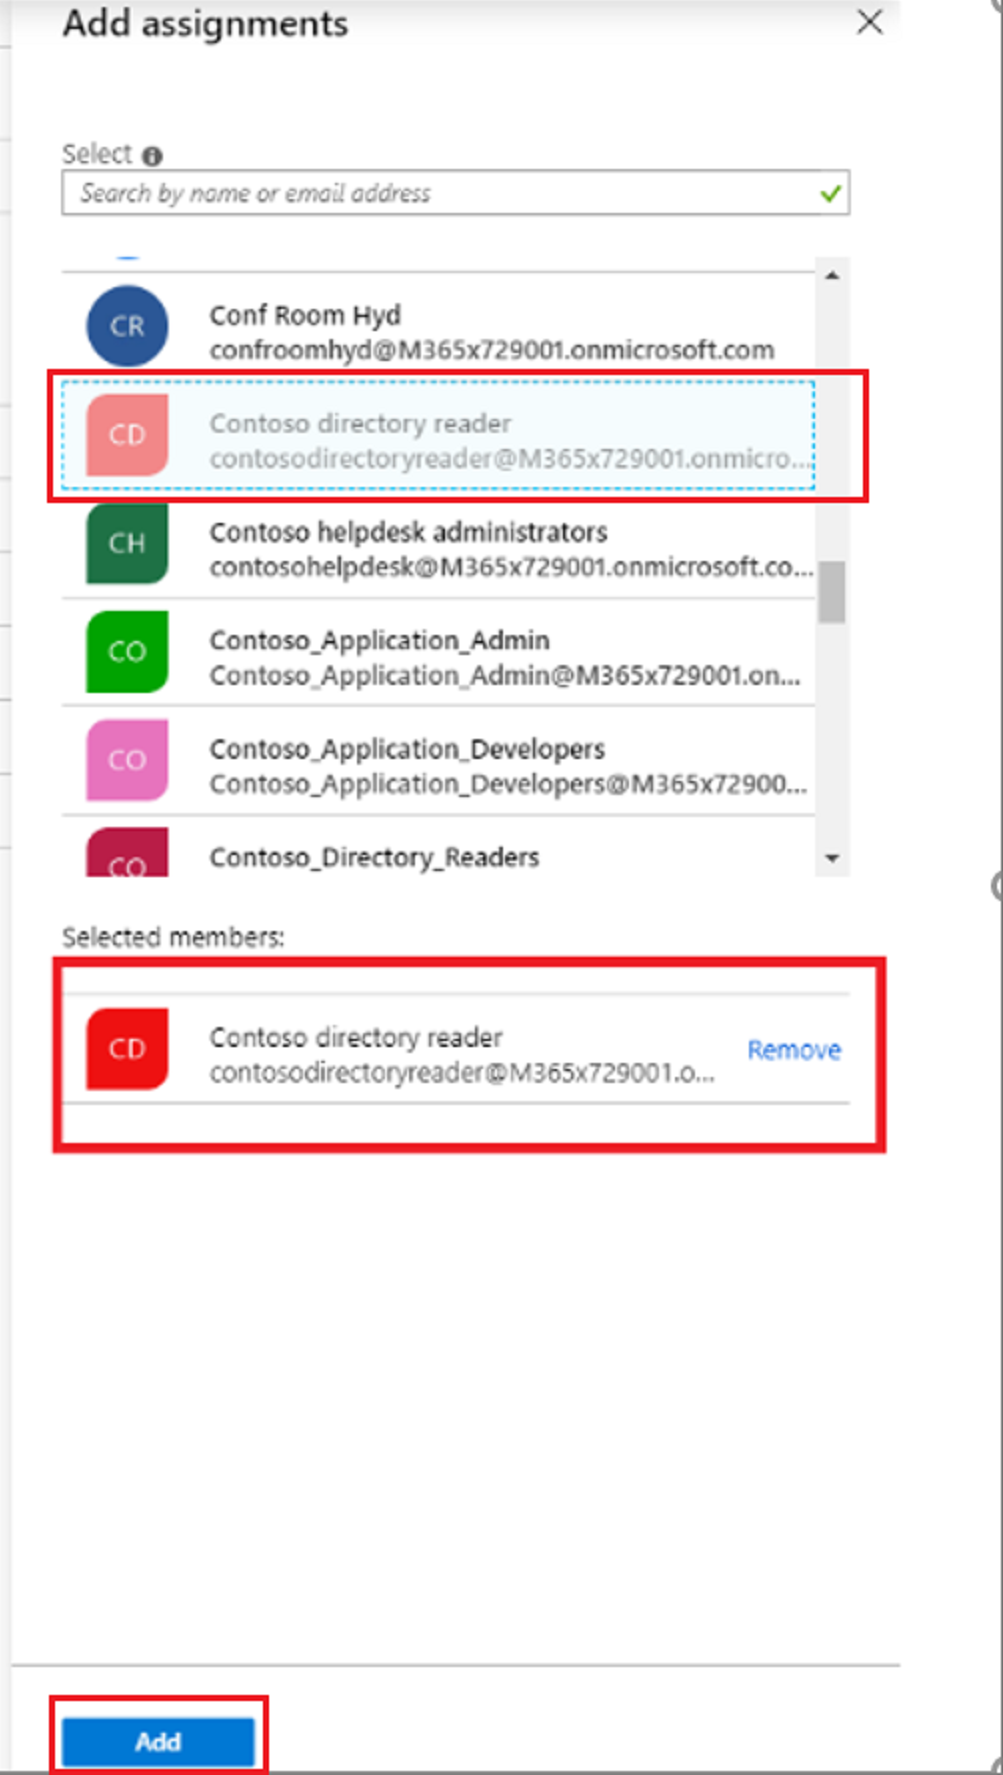 Add assignments
Select
Search by name or email address
CR
Conf Room Hyd
confroomhyd@M365x729001.onmicrosoft.com
CD
Contoso directory reader
contosodirectoryreader@M365x729001.onmicro...
CH
Contoso helpdesk administrators
contosohelpdesk@M365x729001.onmicrosoft.co...
CO
Contoso_Application_Admin
Contoso_Application_Admin@M365x729001.on...
CO
Contoso_Application_Developers
Contoso_Application_Developers@M365x72900...
CO
Contoso_Directory_Readers
Selected members:
CD
Contoso directory reader
contosodirectoryreader@M365x729001.o...
Remove
Add